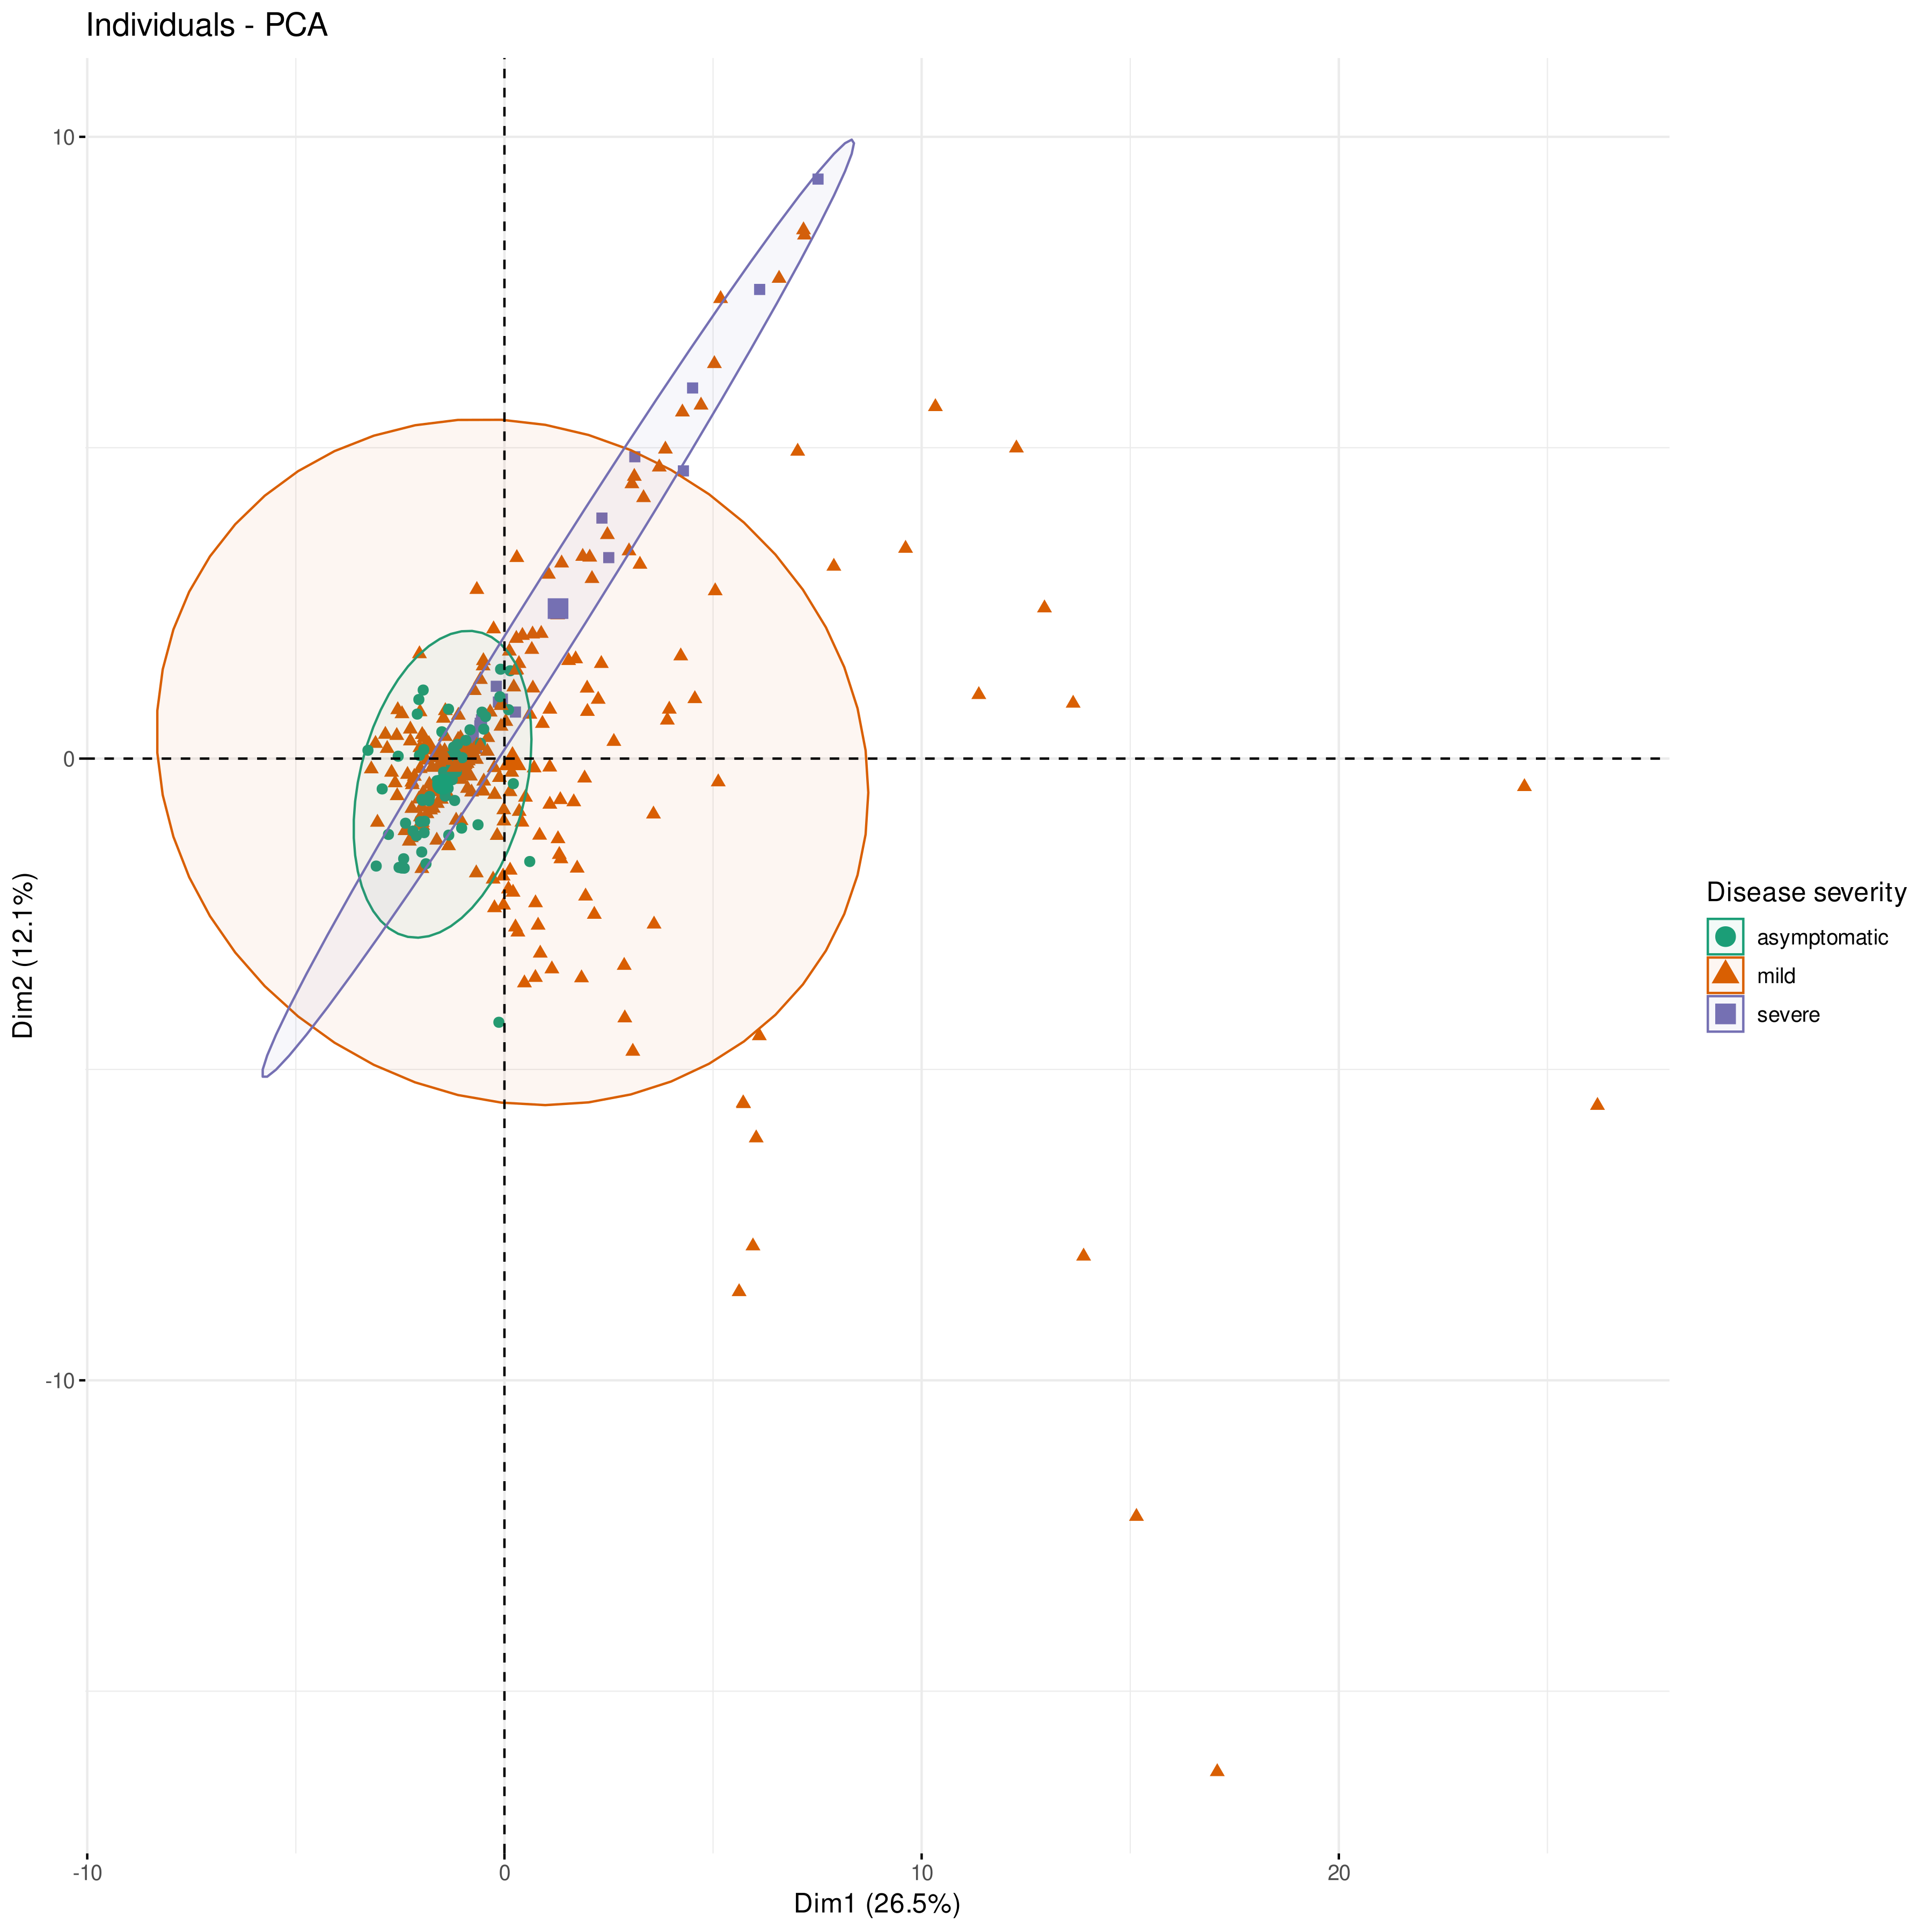 Individuals - PCA
10
0
-10
Dim2 (12.1%)
-10
0
10
20
Dim1 (26.5%)
Disease severity
asymptomatic
mild
severe